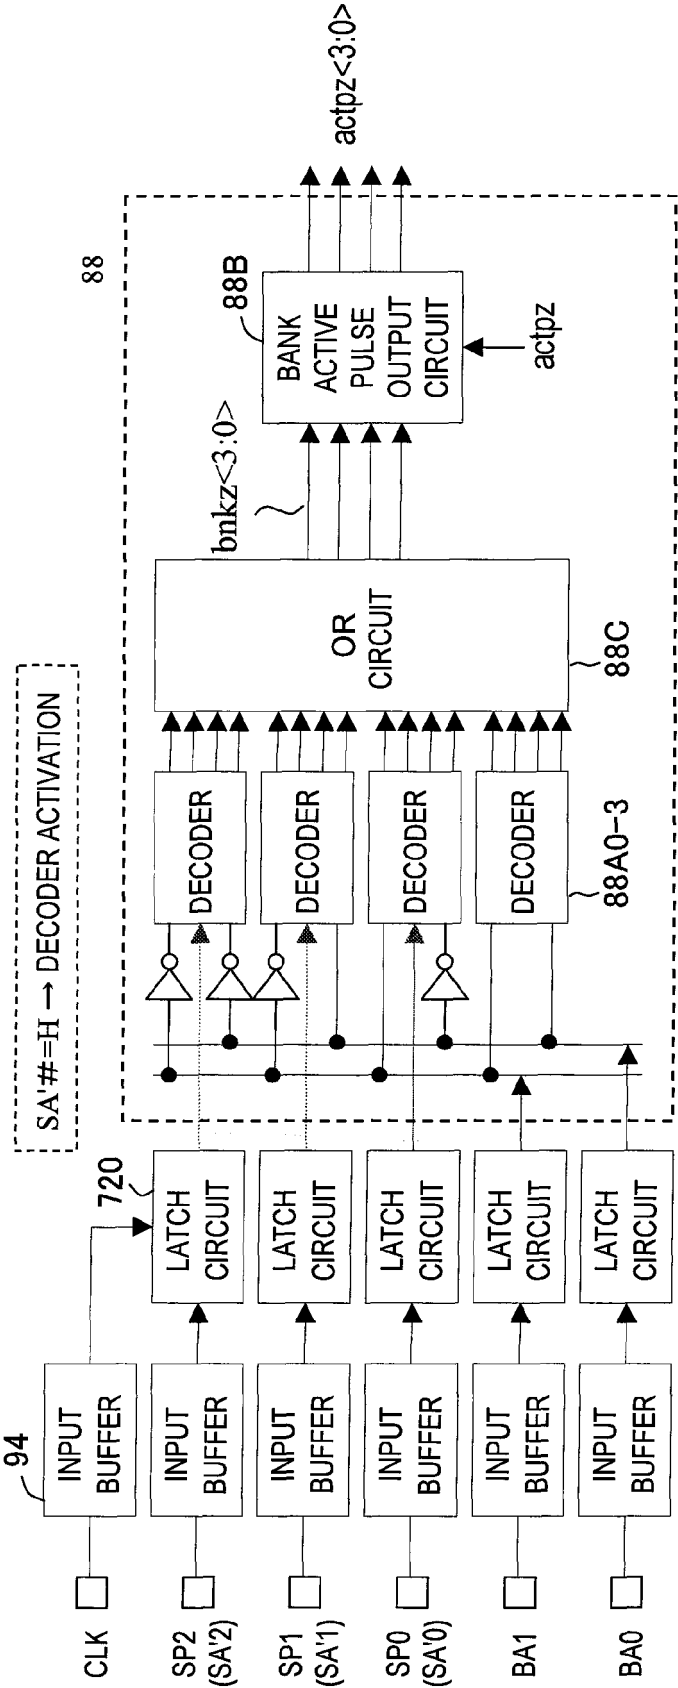 SA'#=H → DECODER ACTIVATION
88
CLK
INPUT
BUFFER
94
SP2
(SA'2)
INPUT
BUFFER
LATCH
CIRCUIT
720
DECODER
SP1
(SA'1)
INPUT
BUFFER
LATCH
CIRCUIT
DECODER
SP0
(SA'0)
INPUT
BUFFER
LATCH
CIRCUIT
DECODER
BA1
INPUT
BUFFER
LATCH
CIRCUIT
DECODER
88A0-3
BA0
INPUT
BUFFER
LATCH
CIRCUIT
OR
CIRCUIT
88C
bnkz<3:0>
88B
BANK
ACTIVE
PULSE
OUTPUT
CIRCUIT
actpz
actpz<3:0>